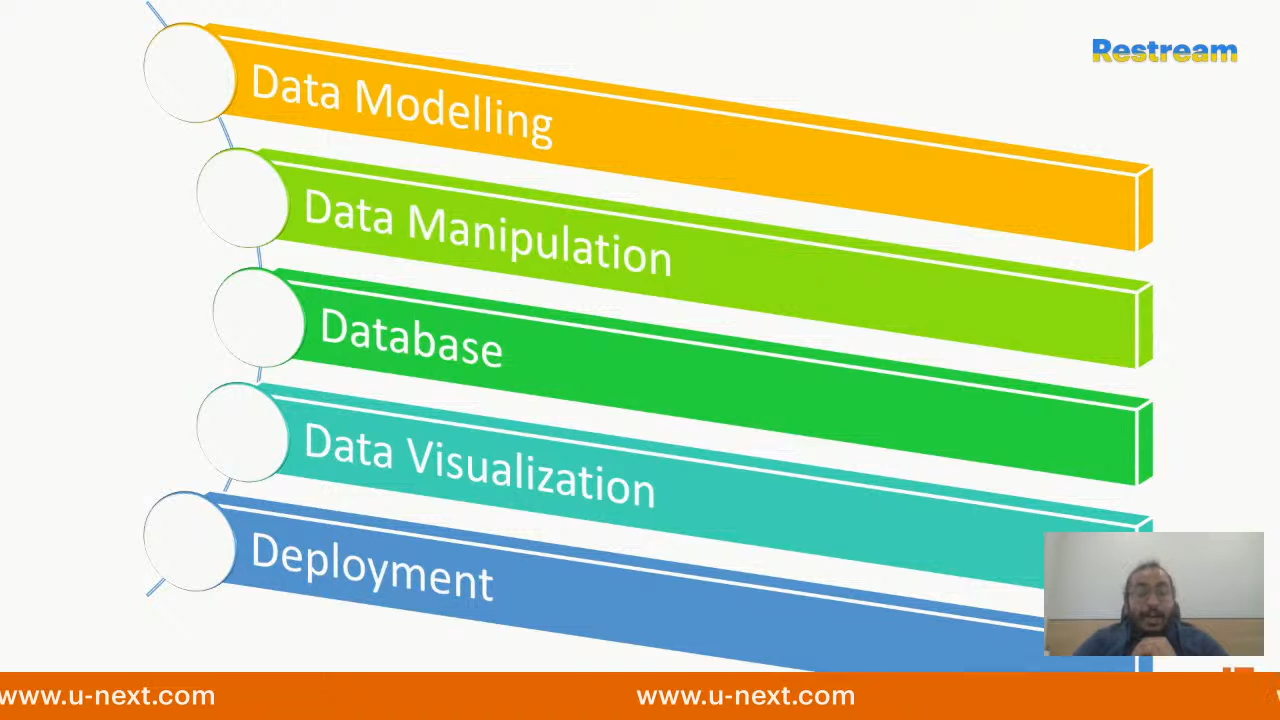 Restream
Data Modelling
Data Manipulation
Database
Data Visualization
Deployment
www.u-next.com
www.u-next.com